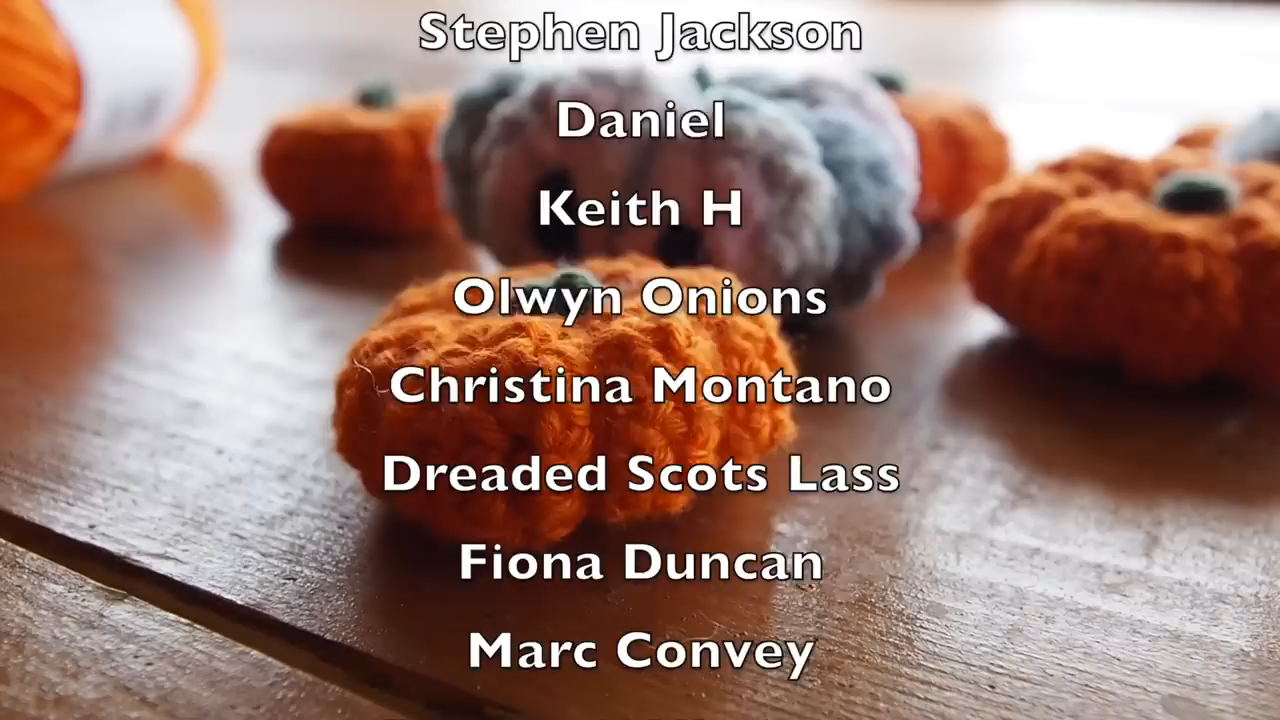 Stephen Jackson
Daniel
Keith H
Olwyn Onions
Christina Montano
Dreaded Scots Lass
Fiona Duncan
Marc Convey